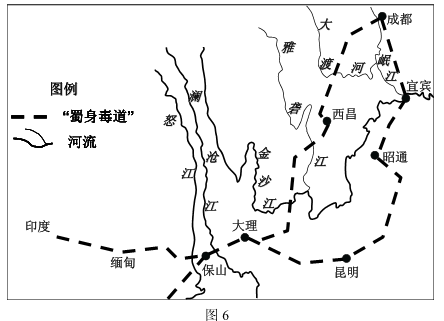 成都
大渡河
雅砻江
岷江
宜宾
图例
“蜀身毒道”
河流
怒江
澜沧江
金沙江
西昌
昭通
印度
缅甸
保山
大理
昆明
图 6